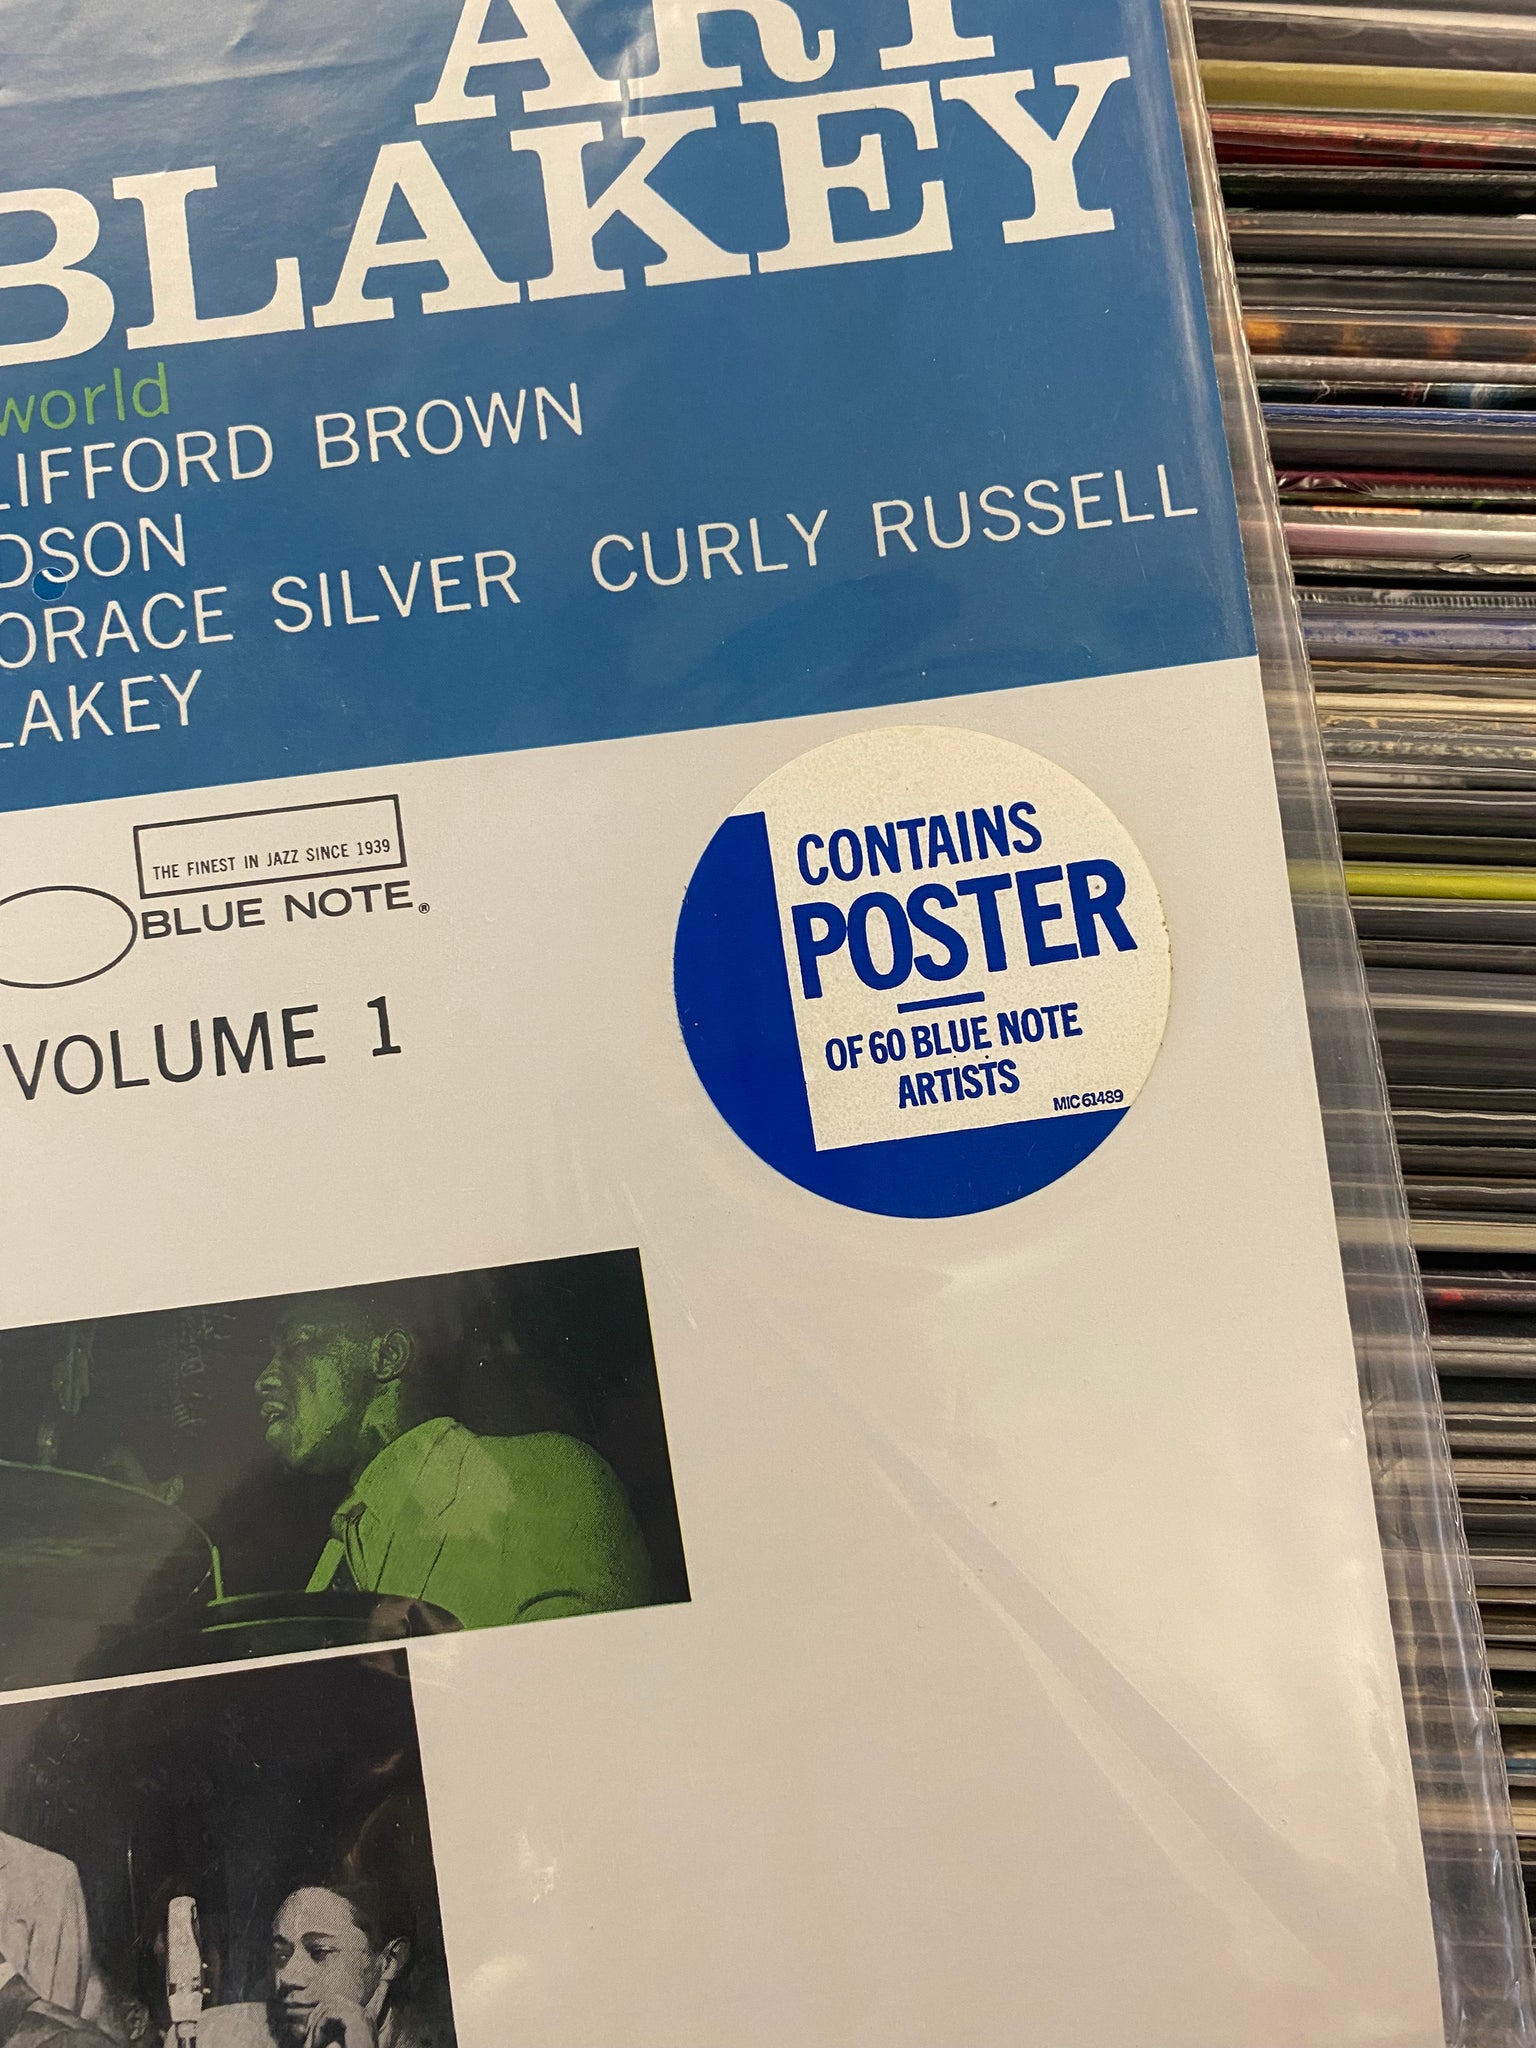 ART
BLAKEY
world
LIFFORD BROWN
DSON
ORACE SILVER CURLY RUSSELL
LAKEY
THE FINEST IN JAZZ SINCE 1939
BLUE NOTE®
VOLUME 1
CONTAINS
POSTER
OF 60 BLUE NOTE
ARTISTS
MIC 61489